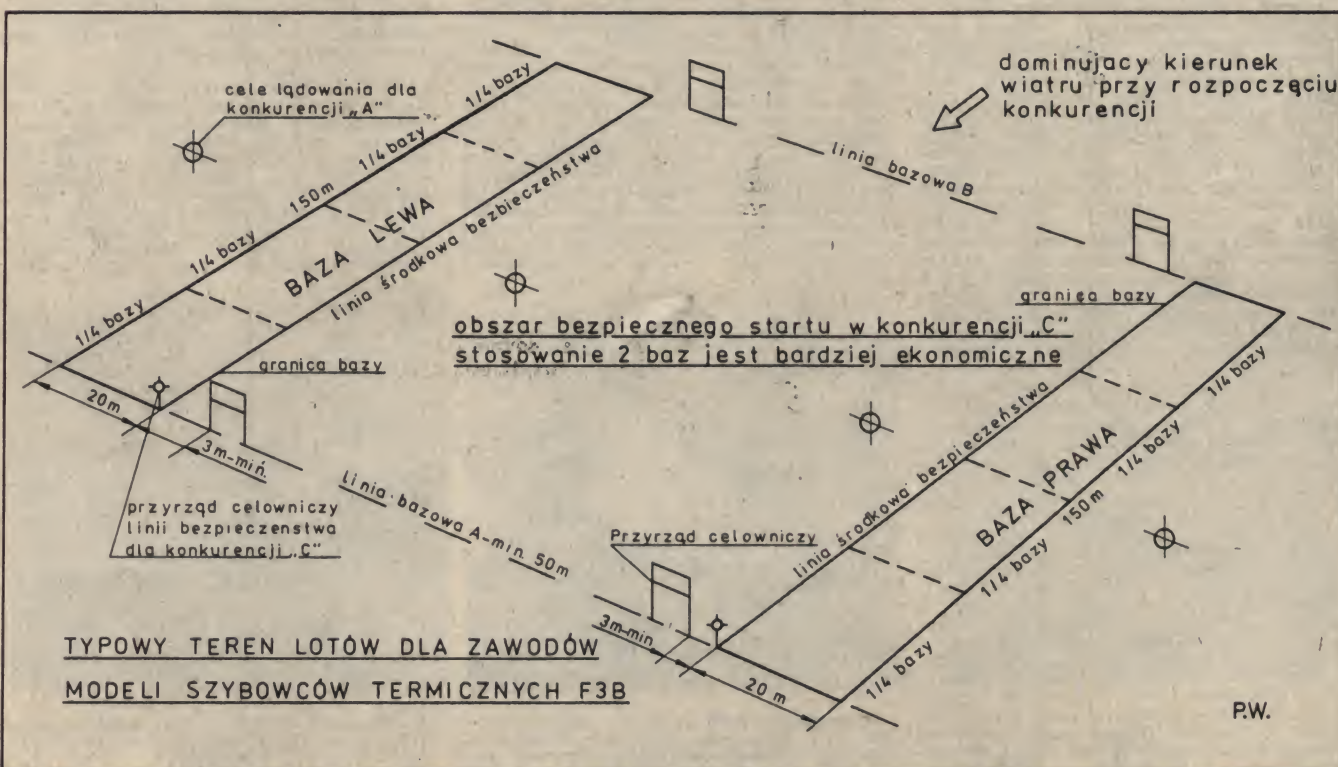 cele lądowania dla
konkurencji „A"
dominujacy kierunek
wiatru przy rozpoczęciu
konkurencji
1/4 bazy
1/4 bazy
150m
1/4 bazy
1/4 bazy
BAZA LEWA
linia środkowa bezbieczeństwa
linia bazowa B
granica bazy
granica bazy
obszar bezpiecznego startu w konkurencji „C"
stosowanie 2 baz jest bardziej ekonomiczne
20m
3m-min
przyrząd celowniczy
linii bezpieczenstwa
dla konkurencji „C"
linia bazowa A-min. 50m
Przyrząd celowniczy
linia środkowa bezpieczeństwa
BAZA PRAWA
1/4 bazy
1/4 bazy
150m
1/4 bazy
1/4 bazy
3m-min
20 m
TYPOWY TEREN LOTÓW DLA ZAWODÓW
MODELI SZYBOWCÓW TERMICZNYCH F3B
P.W.